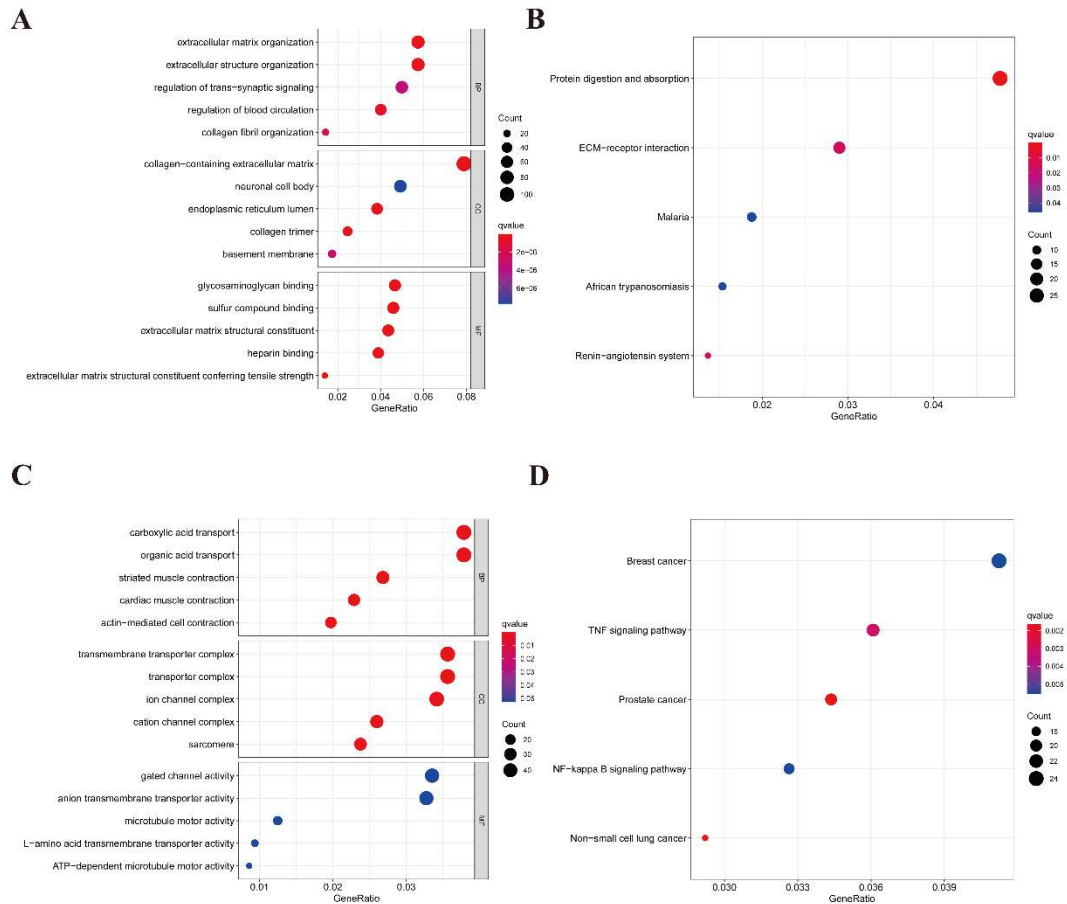 A
extracellular matrix organization
extracellular structure organization
regulation of trans-synaptic signaling
regulation of blood circulation
collagen fibril organization
BP
collagen-containing extracellular matrix
neuronal cell body
endoplasmic reticulum lumen
collagen trimer
basement membrane
CC
glycosaminoglycan binding
sulfur compound binding
extracellular matrix structural constituent
heparin binding
extracellular matrix structural constituent conferring tensile strength
MF
0.02 0.04 0.06 0.08
GeneRatio
Count
20
40
60
80
100
qvalue
2e-06
4e-06
6e-06
B
Protein digestion and absorption
ECM-receptor interaction
Malaria
African trypanosomiasis
Renin-angiotensin system
0.02 0.03 0.04
GeneRatio
qvalue
0.01
0.02
0.03
0.04
Count
10
15
20
25
C
carboxylic acid transport
organic acid transport
striated muscle contraction
cardiac muscle contraction
actin-mediated cell contraction
BP
transmembrane transporter complex
transporter complex
ion channel complex
cation channel complex
sarcomere
CC
gated channel activity
anion transmembrane transporter activity
microtubule motor activity
L-amino acid transmembrane transporter activity
ATP-dependent microtubule motor activity
MF
0.01 0.02 0.03
GeneRatio
qvalue
0.01
0.02
0.03
0.04
0.05
Count
20
30
40
D
Breast cancer
TNF signaling pathway
Prostate cancer
NF-kappa B signaling pathway
Non-small cell lung cancer
0.030 0.033 0.036 0.039
GeneRatio
qvalue
0.002
0.003
0.004
0.005
Count
18
20
22
24